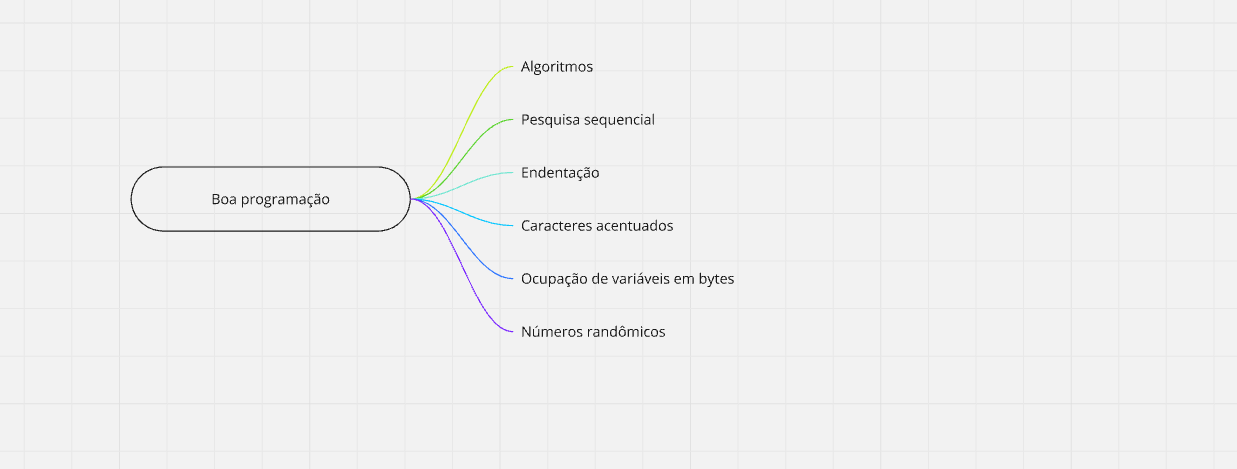 Algoritmos
Pesquisa sequencial
Endentação
Boa programação
Caracteres acentuados
Ocupação de variáveis em bytes
Números randômicos